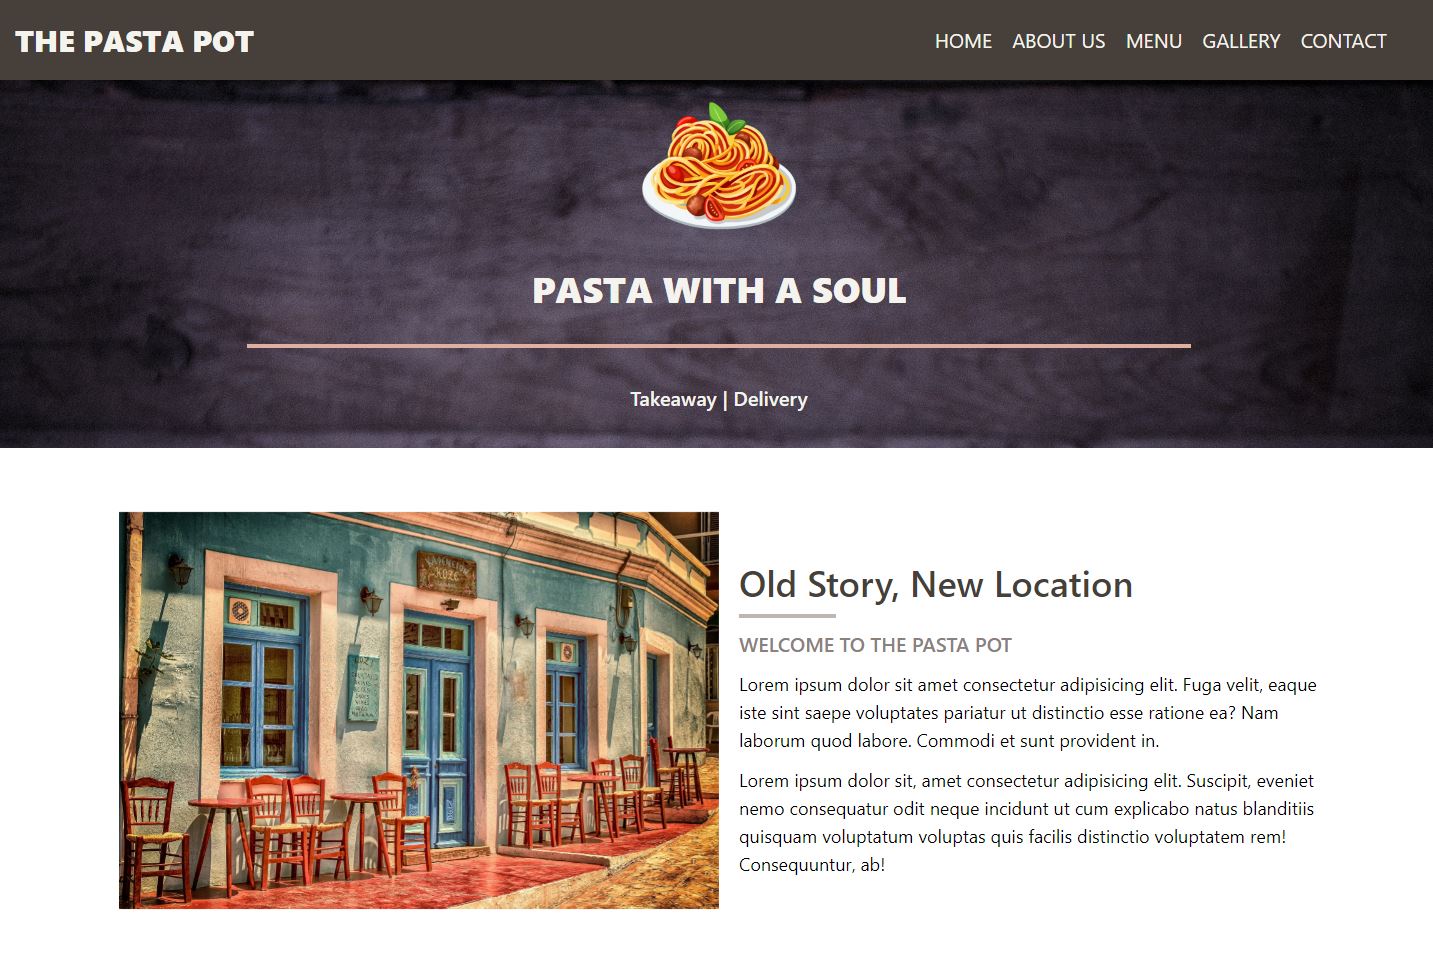 THE PASTA POT
HOME ABOUT US MENU GALLERY CONTACT
PASTA WITH A SOUL
Takeaway | Delivery
Old Story, New Location
WELCOME TO THE PASTA POT
Lorem ipsum dolor sit amet consectetur adipisicing elit. Fuga velit, eaque
iste sint saepe voluptates pariatur ut distinctio esse ratione ea? Nam
laborum quod labore. Commodi et sunt provident in.
Lorem ipsum dolor sit, amet consectetur adipisicing elit. Suscipit, eveniet
nemo consequatur odit neque incidunt ut cum explicabo natus blanditiis
quisquam voluptatum voluptas quis facilis distinctio voluptatem rem!
Consequuntur, ab!